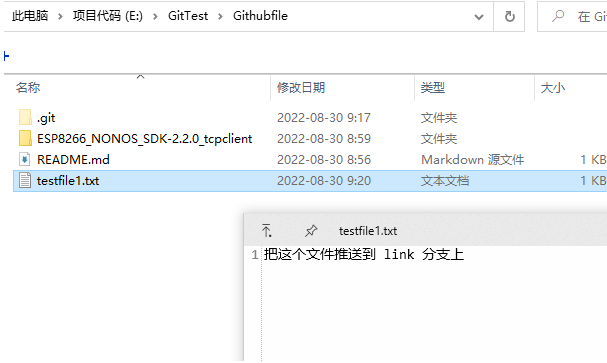 此电脑 > 项目代码 (E:) > GitTest > Githubfile
在 Gi
名称 修改日期 类型 大小
.git 2022-08-30 9:17 文件夹
ESP8266_NONOS_SDK-2.2.0_tcpclient 2022-08-30 8:59 文件夹
README.md 2022-08-30 8:56 Markdown 源文件 1 KB
testfile1.txt 2022-08-30 9:20 文本文档 1 KB
testfile1.txt
1 把这个文件推送到 link 分支上